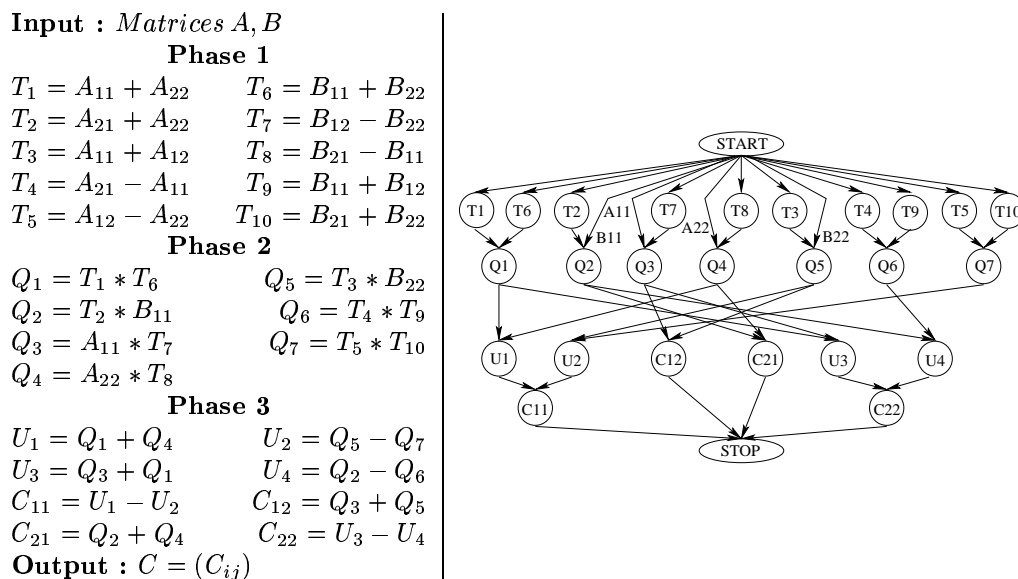 Input : Matrices A, B
Phase 1
T₁ = A₁₁ + A₂₂ T₆ = B₁₁ + B₂₂
T₂ = A₂₁ + A₂₂ T₇ = B₁₂ − B₂₂
T₃ = A₁₁ + A₁₂ T₈ = B₂₁ − B₁₁
T₄ = A₂₁ − A₁₁ T₉ = B₁₁ + B₁₂
T₅ = A₁₂ − A₂₂ T₁₀ = B₂₁ + B₂₂
Phase 2
Q₁ = T₁ * T₆ Q₅ = T₃ * B₂₂
Q₂ = T₂ * B₁₁ Q₆ = T₄ * T₉
Q₃ = A₁₁ * T₇ Q₇ = T₅ * T₁₀
Q₄ = A₂₂ * T₈
Phase 3
U₁ = Q₁ + Q₄ U₂ = Q₅ − Q₇
U₃ = Q₃ + Q₁ U₄ = Q₂ − Q₆
C₁₁ = U₁ − U₂ C₁₂ = Q₃ + Q₅
C₂₁ = Q₂ + Q₄ C₂₂ = U₃ − U₄
Output : C = (Cᵢⱼ)
START
T1 T6 T2 A11 T7 T8 T3 T4 T9 T5 T10
B11 A22 B22
Q1 Q2 Q3 Q4 Q5 Q6 Q7
U1 U2 C12 C21 U3 U4
C11 C22
STOP